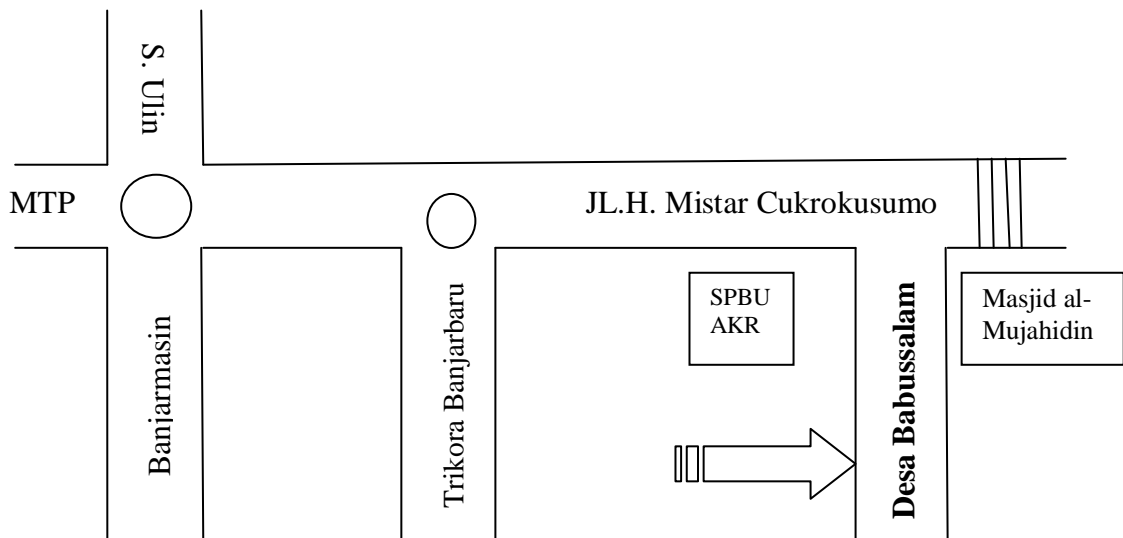 S. Ulin
MTP
JL.H. Mistar Cukrokusumo
SPBU
AKR
Masjid al-
Mujahidin
Banjarmasin
Trikora Banjarbaru
Desa Babussalam